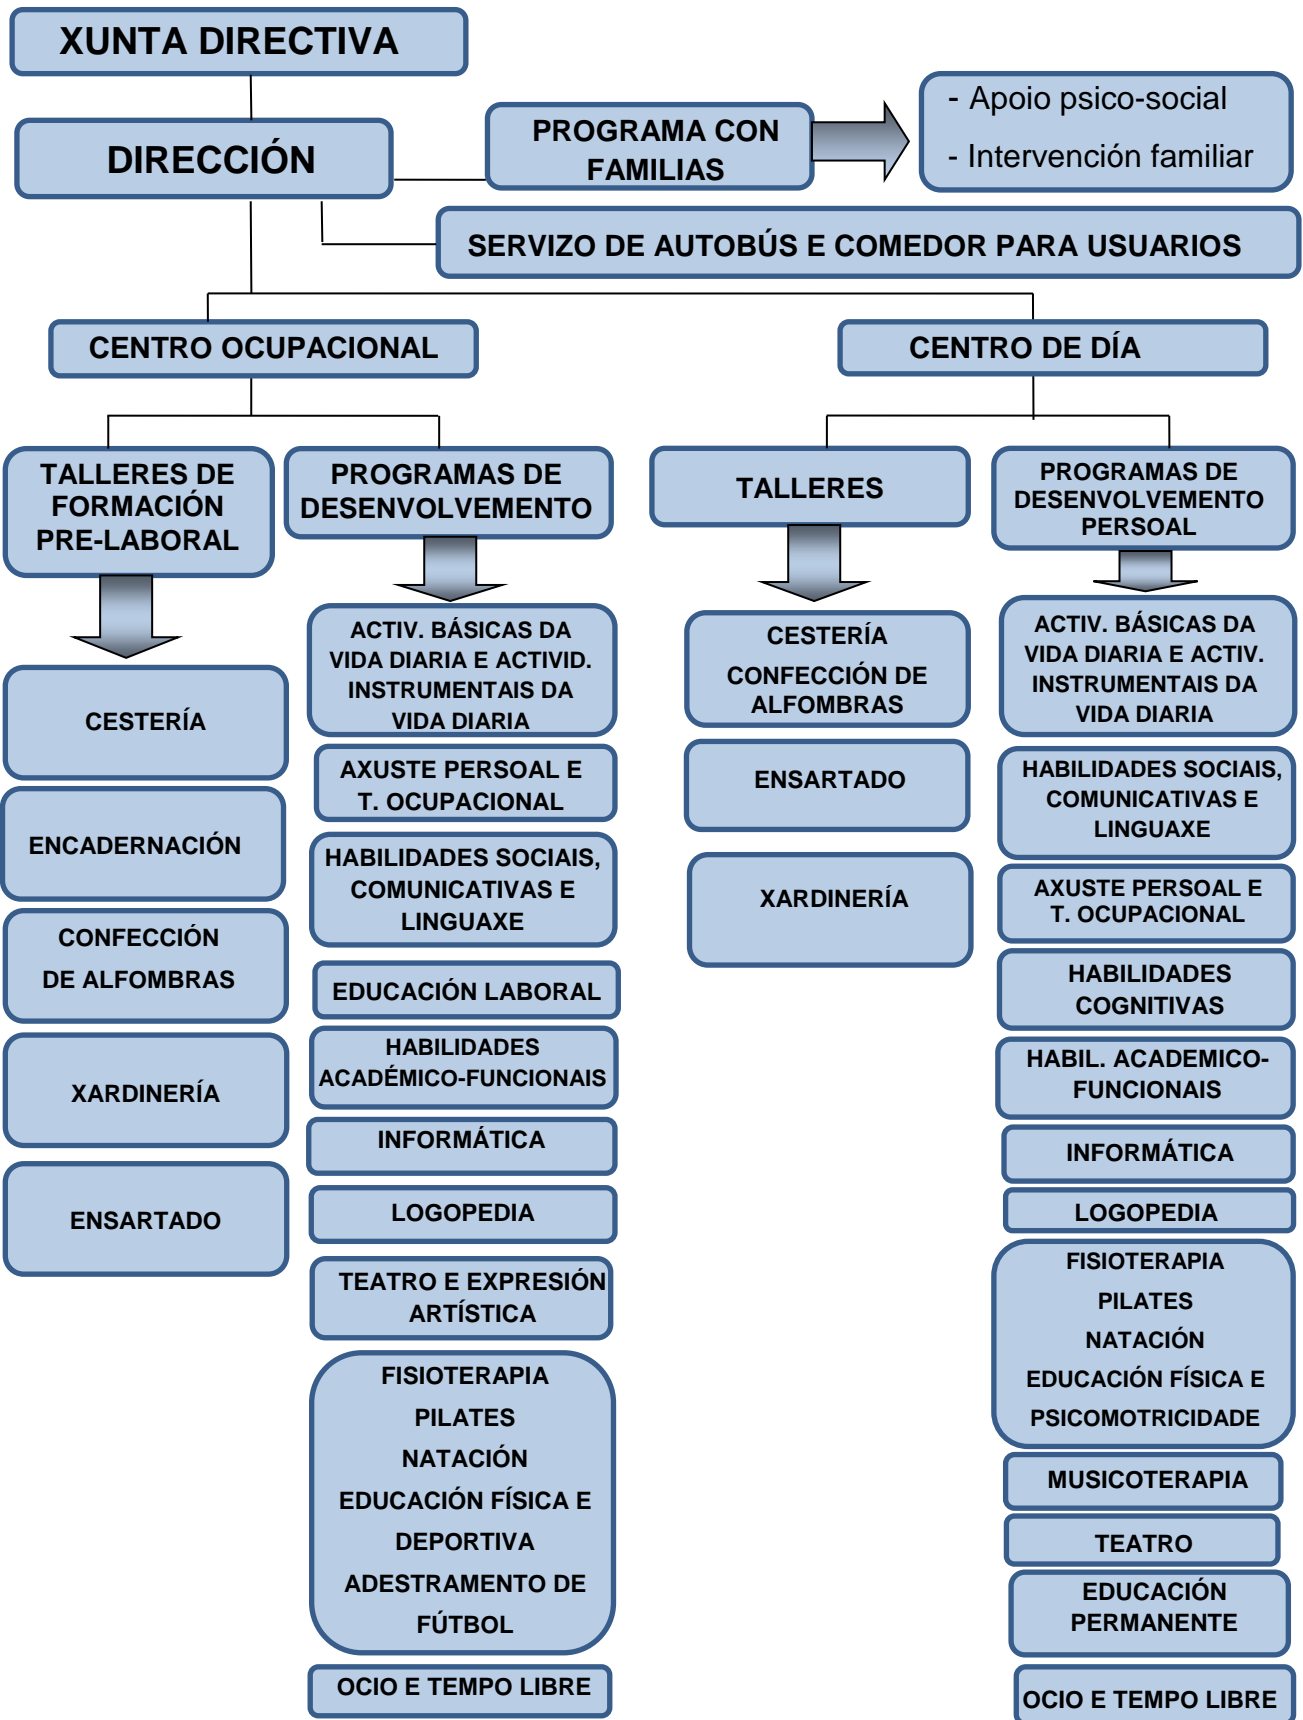 XUNTA DIRECTIVA
DIRECCIÓN
PROGRAMA CON
FAMILIAS
- Apoio psico-social
- Intervención familiar
SERVIZO DE AUTOBÚS E COMEDOR PARA USUARIOS
CENTRO OCUPACIONAL
CENTRO DE DÍA
TALLERES DE
FORMACIÓN
PRE-LABORAL
PROGRAMAS DE
DESENVOLVEMENTO
TALLERES
PROGRAMAS DE
DESENVOLVEMENTO
PERSOAL
CESTERÍA
ENCADERNACIÓN
CONFECCIÓN
DE ALFOMBRAS
XARDINERÍA
ENSARTADO
ACTIV. BÁSICAS DA
VIDA DIARIA E ACTIVID.
INSTRUMENTAIS DA
VIDA DIARIA
AXUSTE PERSOAL E
T. OCUPACIONAL
HABILIDADES SOCIAIS,
COMUNICATIVAS E
LINGUAXE
EDUCACIÓN LABORAL
HABILIDADES
ACADÉMICO-FUNCIONAIS
INFORMÁTICA
LOGOPEDIA
TEATRO E EXPRESIÓN
ARTÍSTICA
FISIOTERAPIA
PILATES
NATACIÓN
EDUCACIÓN FÍSICA E
DEPORTIVA
ADESTRAMENTO DE
FÚTBOL
OCIO E TEMPO LIBRE
CESTERÍA
CONFECCIÓN DE
ALFOMBRAS
ENSARTADO
XARDINERÍA
ACTIV. BÁSICAS DA
VIDA DIARIA E ACTIV.
INSTRUMENTAIS DA
VIDA DIARIA
HABILIDADES SOCIAIS,
COMUNICATIVAS E
LINGUAXE
AXUSTE PERSOAL E
T. OCUPACIONAL
HABILIDADES
COGNITIVAS
HABIL. ACADEMICO-
FUNCIONAIS
INFORMÁTICA
LOGOPEDIA
FISIOTERAPIA
PILATES
NATACIÓN
EDUCACIÓN FÍSICA E
PSICOMOTRICIDADE
MUSICOTERAPIA
TEATRO
EDUCACIÓN
PERMANENTE
OCIO E TEMPO LIBRE